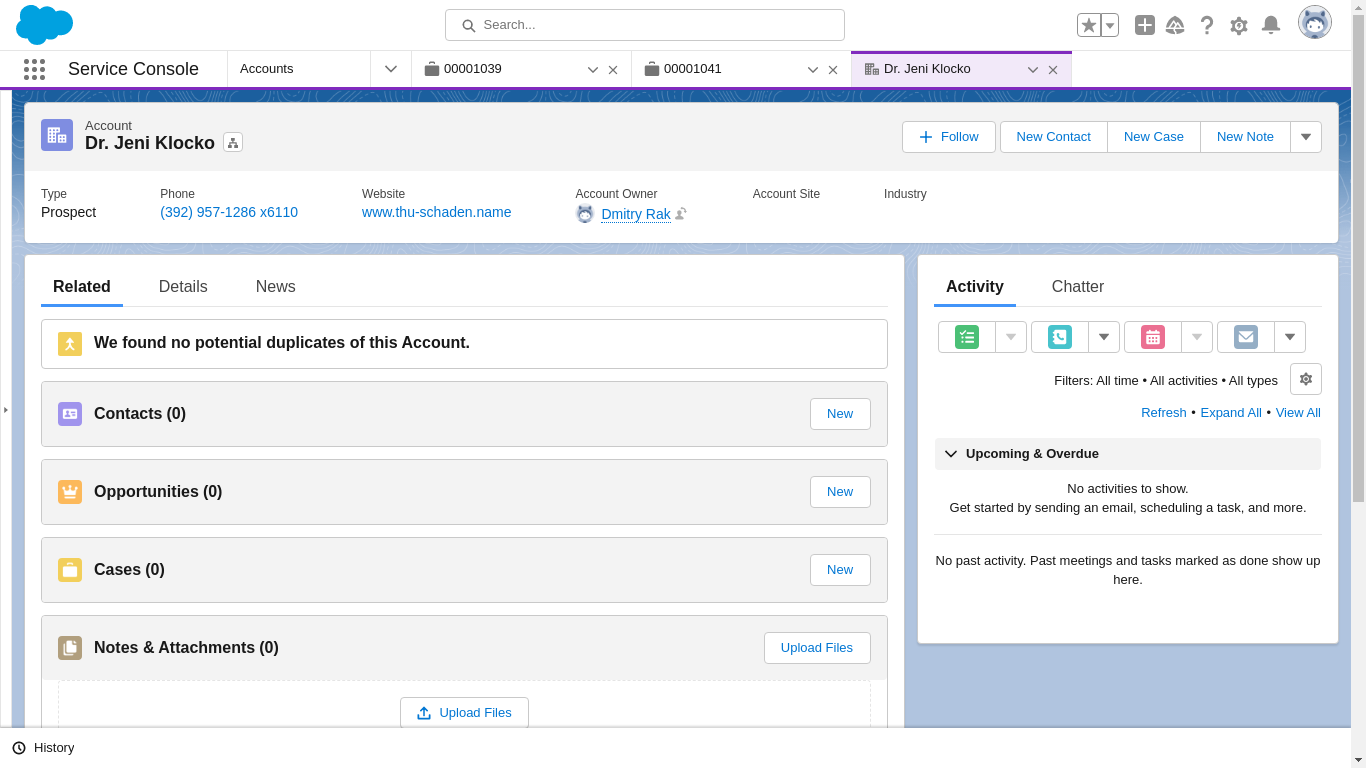 Search...
Service Console
Accounts
00001039
00001041
Dr. Jeni Klocko
Account
Dr. Jeni Klocko
Follow
New Contact
New Case
New Note
Type
Phone
Website
Account Owner
Account Site
Industry
Prospect
(392) 957-1286 x6110
www.thu-schaden.name
Dmitry Rak
Related
Details
News
We found no potential duplicates of this Account.
Contacts (0)
New
Opportunities (0)
New
Cases (0)
New
Notes & Attachments (0)
Upload Files
Upload Files
Activity
Chatter
Filters: All time • All activities • All types
Refresh • Expand All • View All
Upcoming & Overdue
No activities to show.
Get started by sending an email, scheduling a task, and more.
No past activity. Past meetings and tasks marked as done show up
here.
History